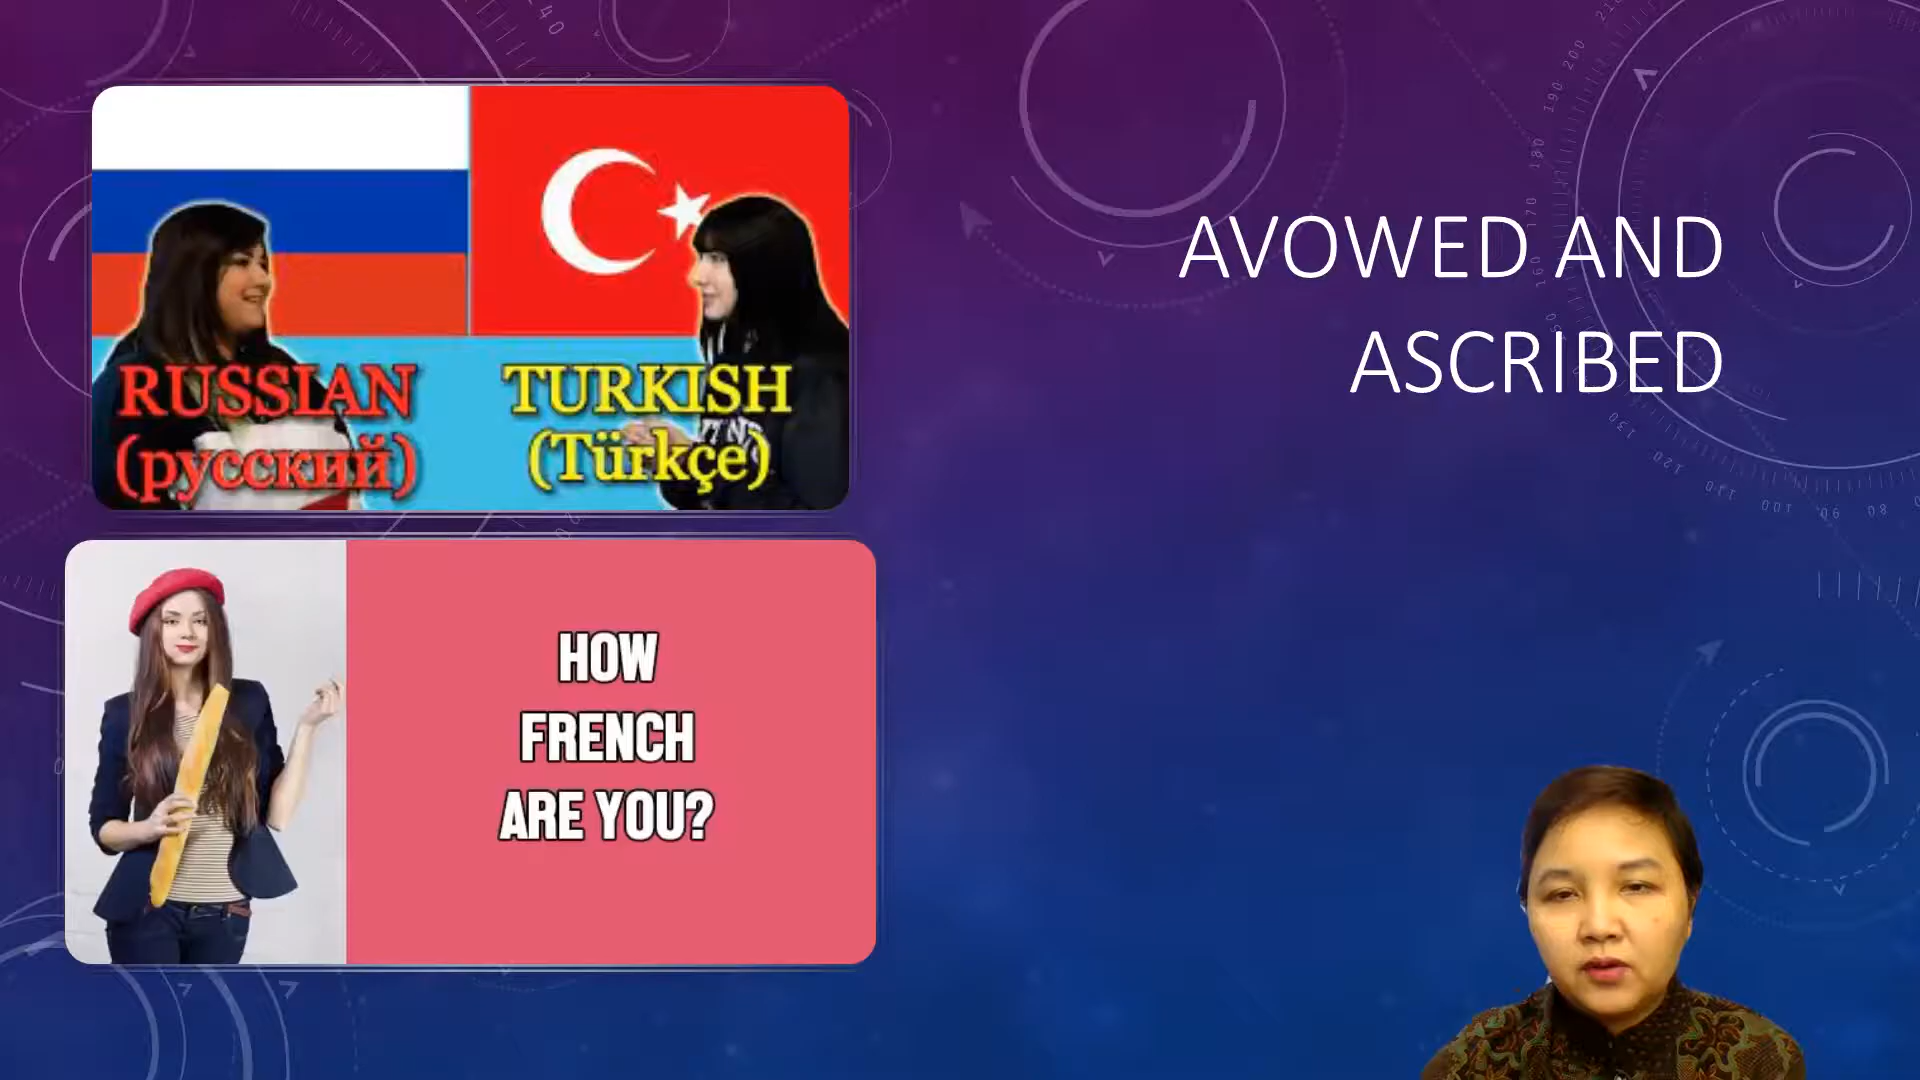 RUSSIAN
(русский)
TURKISH
(Türkçe)
HOW
FRENCH
ARE YOU?
AVOWED AND
ASCRIBED